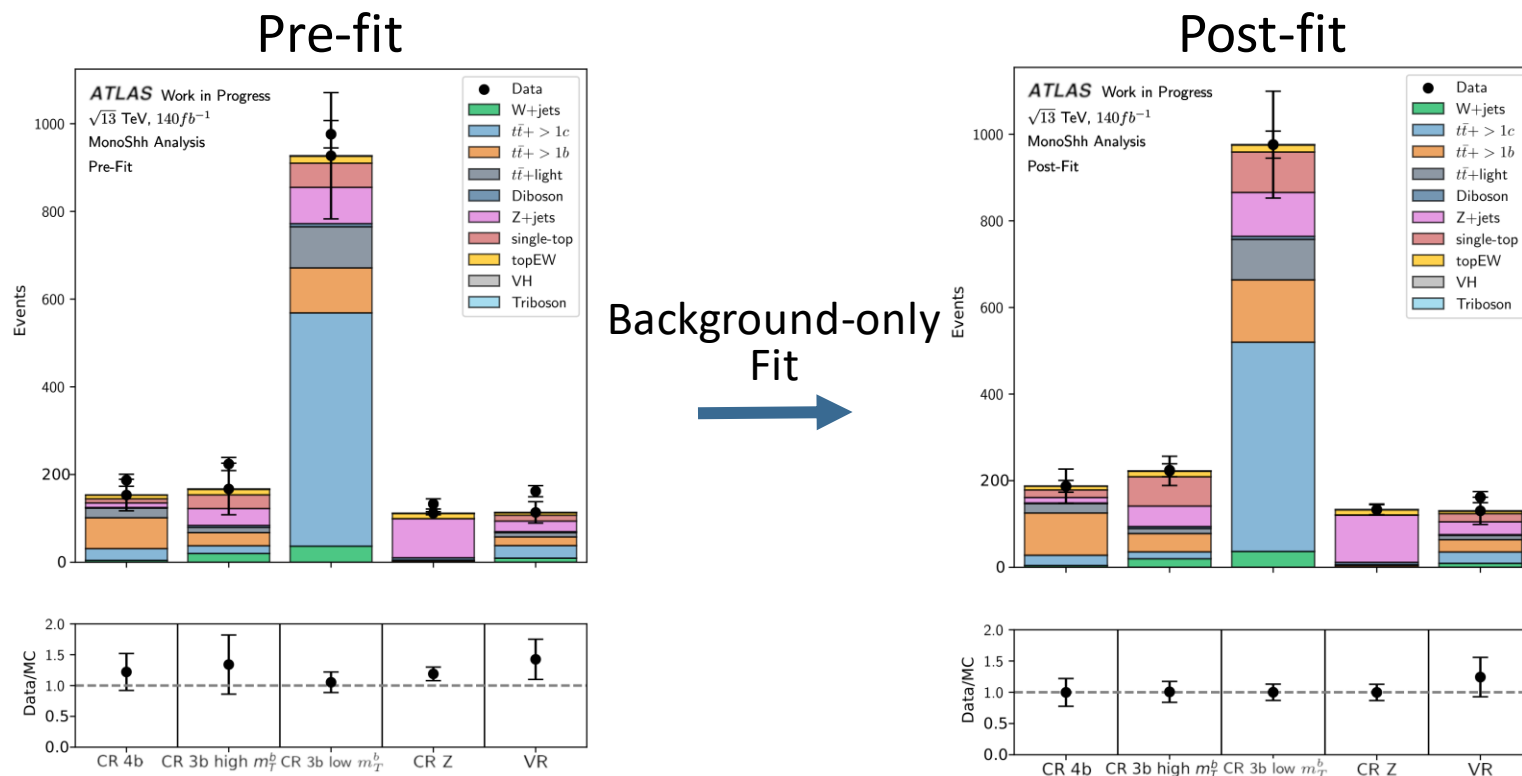 Pre-fit
Post-fit
ATLAS Work in Progress
√13 TeV, 140fb⁻¹
MonoShh Analysis
Pre-Fit
Data
W+jets
tt̄+ > 1c
tt̄+ > 1b
tt̄+light
Diboson
Z+jets
single-top
topEW
VH
Triboson
Events
1000
800
600
400
200
0
Data/MC
2.0
1.5
1.0
0.5
0.0
CR 4b
CR 3b high m_T^b
CR 3b low m_T^b
CR Z
VR
Background-only
Fit
ATLAS Work in Progress
√13 TeV, 140fb⁻¹
MonoShh Analysis
Post-Fit
Data
W+jets
tt̄+ > 1c
tt̄+ > 1b
tt̄+light
Diboson
Z+jets
single-top
topEW
VH
Triboson
Events
1000
800
600
400
200
0
Data/MC
2.0
1.5
1.0
0.5
0.0
CR 4b
CR 3b high m_T^b
CR 3b low m_T^b
CR Z
VR